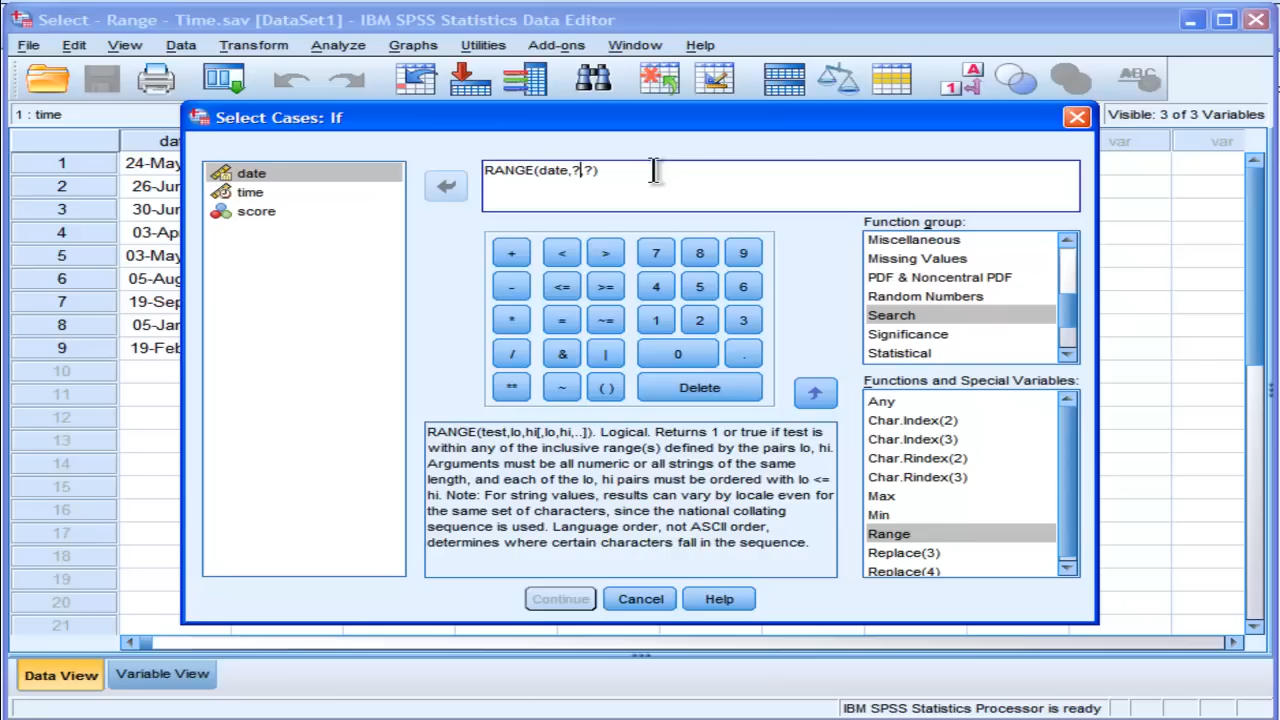 Select - Range - Time.sav [DataSet1] - IBM SPSS Statistics Data Editor
File Edit View Data Transform Analyze Graphs Utilities Add-ons Window Help
A
1
ABC
1 : time
Select Cases: If
Visible: 3 of 3 Variables
var var
1 24-May
2 26-Jun
3 30-Jun
4 03-Ap
5 03-May
6 05-Aug
7 19-Sep
8 05-Jan
9 19-Feb
10
11
12
13
14
15
16
17
18
19
20
21
date
time
score
RANGE(date,?,?)
+ < > 7 8 9
- <= >= 4 5 6
* = ~= 1 2 3
/ & | 0 .
** ~ ( ) Delete
Function group:
Miscellaneous
Missing Values
PDF & Noncentral PDF
Random Numbers
Search
Significance
Statistical
Functions and Special Variables:
Any
Char.Index(2)
Char.Index(3)
Char.Rindex(2)
Char.Rindex(3)
Max
Min
Range
Replace(3)
Replace(4)
RANGE(test,lo,hi[,lo,hi,..]). Logical. Returns 1 or true if test is
within any of the inclusive range(s) defined by the pairs lo, hi.
Arguments must be all numeric or all strings of the same
length, and each of the lo, hi pairs must be ordered with lo <=
hi. Note: For string values, results can vary by locale even for
the same set of characters, since the national collating
sequence is used. Language order, not ASCII order,
determines where certain characters fall in the sequence.
Continue Cancel Help
Data View Variable View
IBM SPSS Statistics Processor is ready